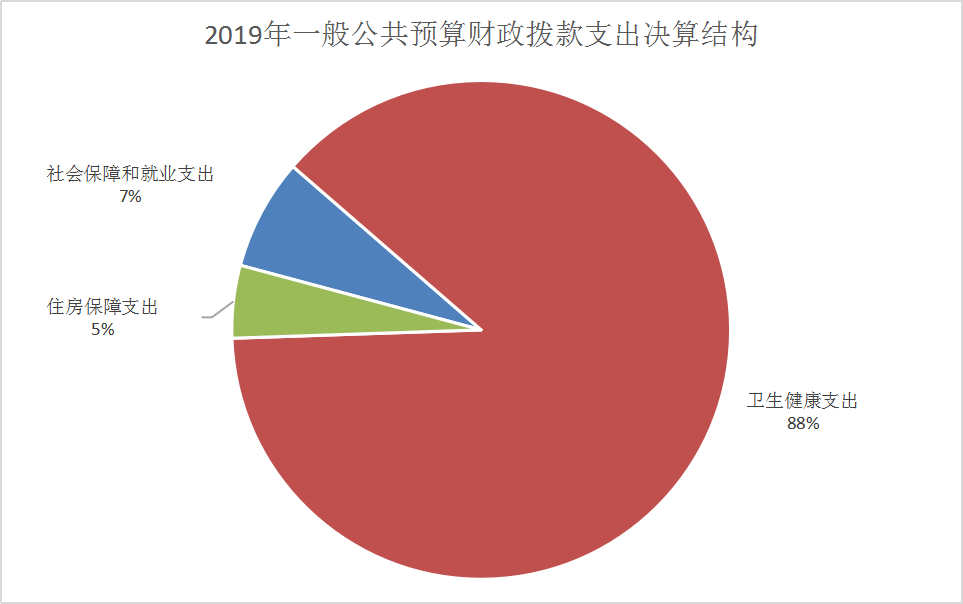 2019年一般公共预算财政拨款支出决算结构
社会保障和就业支出
7%
住房保障支出
5%
卫生健康支出
88%